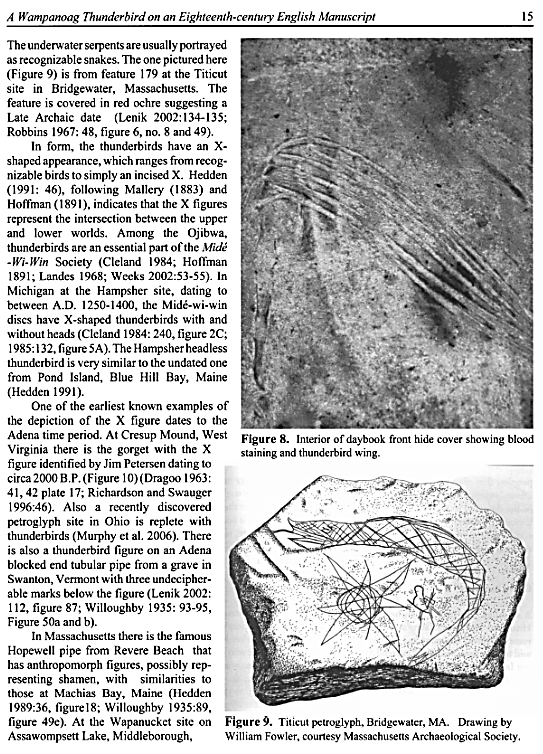 A Wampanoag Thunderbird on an Eighteenth-century English Manuscript 15
The underwater serpents are usually portrayed
as recognizable snakes. The one pictured here
(Figure 9) is from feature 179 at the Titicut
site in Bridgewater, Massachusetts. The
feature is covered in red ochre suggesting a
Late Archaic date (Lenik 2002:134-135;
Robbins 1967: 48, figure 6, no. 8 and 49).
In form, the thunderbirds have an X-
shaped appearance, which ranges from recog-
nizable birds to simply an incised X. Hedden
(1991: 46), following Mallery (1883) and
Hoffman (1891), indicates that the X figures
represent the intersection between the upper
and lower worlds. Among the Ojibwa,
thunderbirds are an essential part of the Midé
-Wi-Win Society (Cleland 1984; Hoffman
1891; Landes 1968; Weeks 2002:53-55). In
Michigan at the Hampsher site, dating to
between A.D. 1250-1400, the Midé-wi-win
discs have X-shaped thunderbirds with and
without heads (Cleland 1984: 240, figure 2C;
1985:132, figure 5A). The Hampsher headless
thunderbird is very similar to the undated one
from Pond Island, Blue Hill Bay, Maine
(Hedden 1991).
One of the earliest known examples of
the depiction of the X figure dates to the
Adena time period. At Cresup Mound, West
Virginia there is the gorget with the X
figure identified by Jim Petersen dating to
circa 2000 B.P. (Figure 10) (Dragoo 1963:
41, 42 plate 17; Richardson and Swauger
1996:46). Also a recently discovered
petroglyph site in Ohio is replete with
thunderbirds (Murphy et al. 2006). There
is also a thunderbird figure on an Adena
blocked end tubular pipe from a grave in
Swanton, Vermont with three undecipher-
able marks below the figure (Lenik 2002:
112, figure 87; Willoughby 1935: 93-95,
Figure 50a and b).
In Massachusetts there is the famous
Hopewell pipe from Revere Beach that
has anthropomorph figures, possibly rep-
resenting shamen, with similarities to
those at Machias Bay, Maine (Hedden
1989:36, figure18; Willoughby 1935:89,
figure 49e). At the Wapanucket site on
Assawompsett Lake, Middleborough,
Figure 8. Interior of daybook front hide cover showing blood
staining and thunderbird wing.
Figure 9. Titicut petroglyph, Bridgewater, MA. Drawing by
William Fowler, courtesy Massachusetts Archaeological Society.